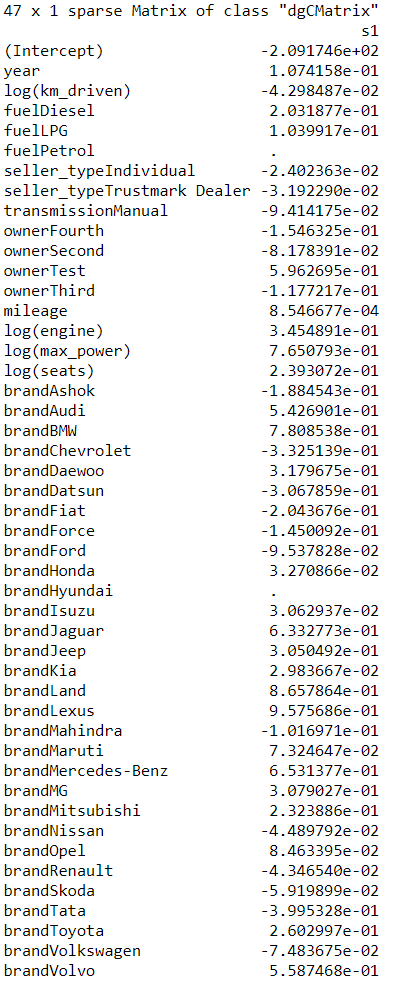 47 x 1 sparse Matrix of class "dgCMatrix"
s1
(Intercept) -2.091746e+02
year 1.074158e-01
log(km_driven) -4.298487e-02
fuelDiesel 2.031877e-01
fuelLPG 1.039917e-01
fuelPetrol .
seller_typeIndividual -2.402363e-02
seller_typeTrustmark Dealer -3.192290e-02
transmissionManual -9.414175e-02
ownerFourth -1.546325e-01
ownerSecond -8.178391e-02
ownerTest 5.962695e-01
ownerThird -1.177217e-01
mileage 8.546677e-04
log(engine) 3.454891e-01
log(max_power) 7.650793e-01
log(seats) 2.393072e-01
brandAshok -1.884543e-01
brandAudi 5.426901e-01
brandBMW 7.808538e-01
brandChevrolet -3.325139e-01
brandDaewoo 3.179675e-01
brandDatsun -3.067859e-01
brandFiat -2.043676e-01
brandForce -1.450092e-01
brandFord -9.537828e-02
brandHonda 3.270866e-02
brandHyundai .
brandIsuzu 3.062937e-02
brandJaguar 6.332773e-01
brandJeep 3.050492e-01
brandKia 2.983667e-02
brandLand 8.657864e-01
brandLexus 9.575686e-01
brandMahindra -1.016971e-01
brandMaruti 7.324647e-02
brandMercedes-Benz 6.531377e-01
brandMG 3.079027e-01
brandMitsubishi 2.323886e-01
brandNissan -4.489792e-02
brandOpel 8.463395e-02
brandRenault -4.346540e-02
brandSkoda -5.919899e-02
brandTata -3.995328e-01
brandToyota 2.602997e-01
brandVolkswagen -7.483675e-02
brandVolvo 5.587468e-01